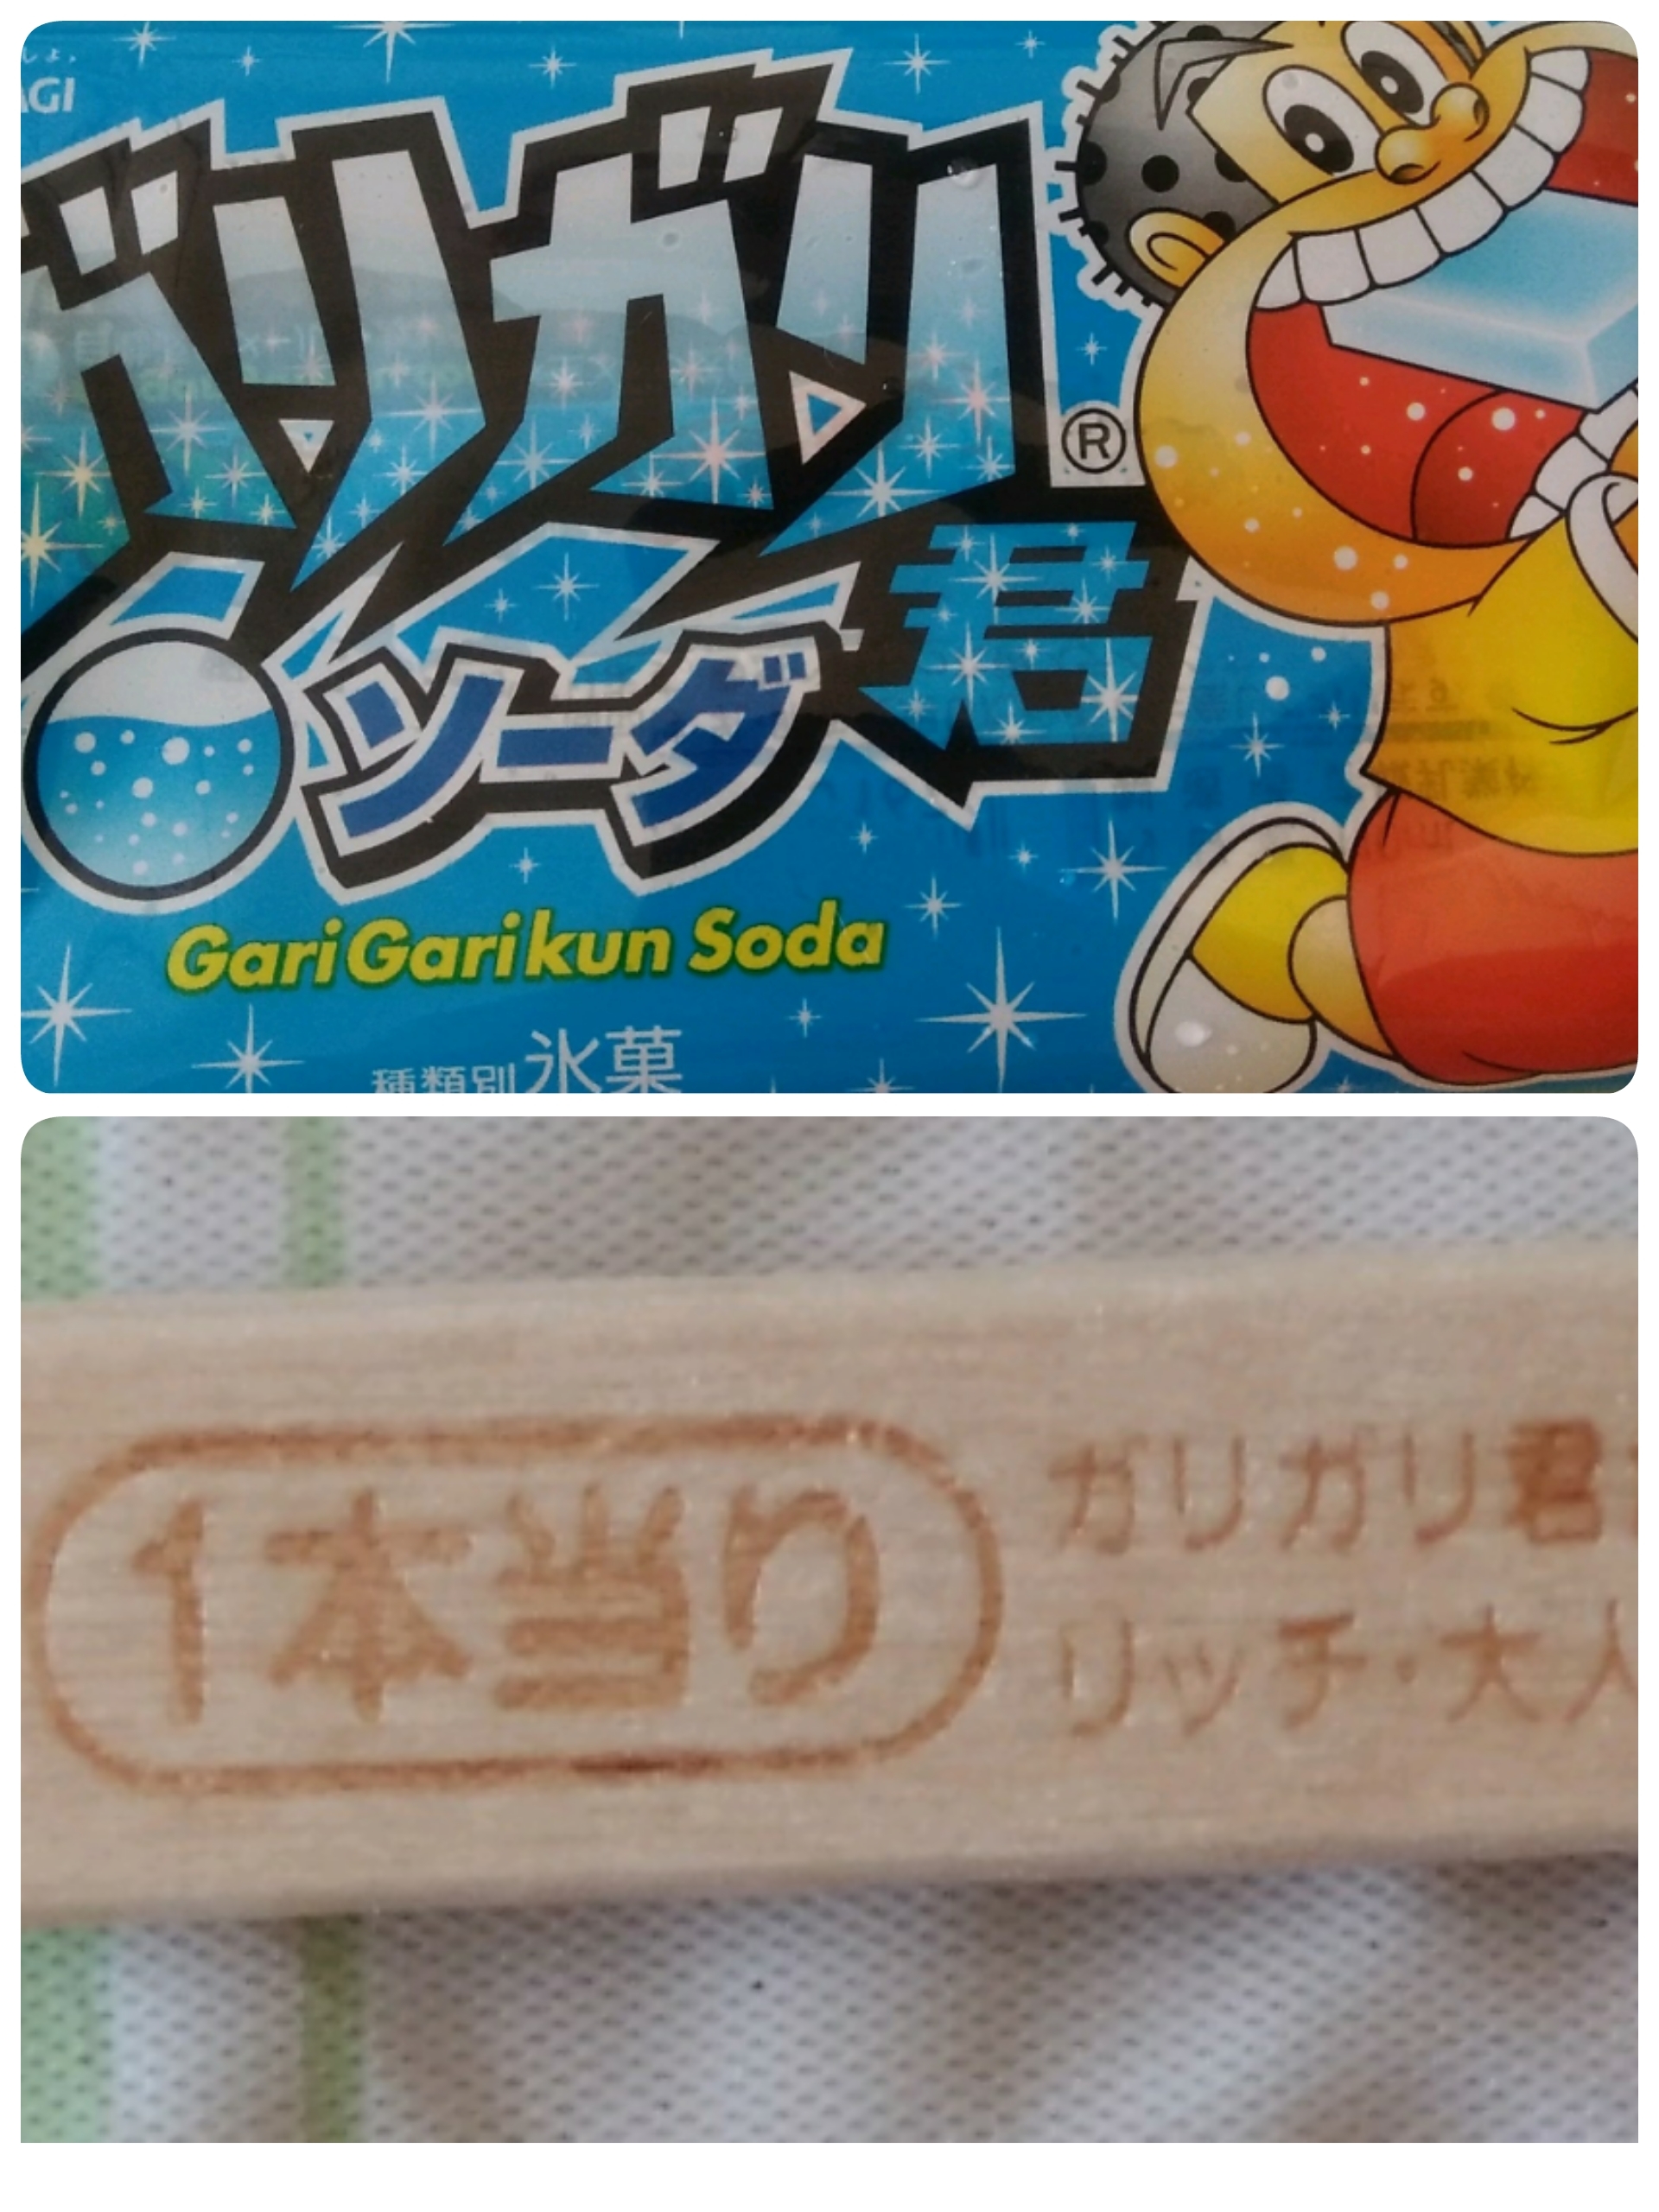 AGI
ガリガリ君
®
ソーダ
GariGarikun Soda
種類別 氷菓
1本当り
ガリガリ君
リッチ・大人